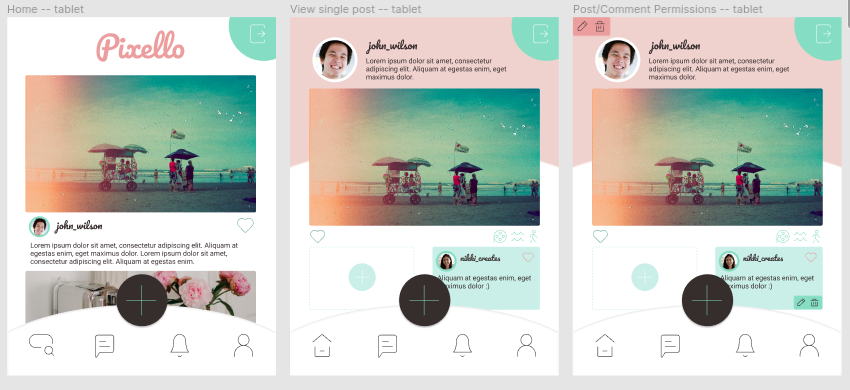 Home -- tablet
Pixello
john_wilson
Lorem ipsum dolor sit amet, consectetur adipiscing elit. Aliquam at
egestas enim, eget maximus dolor. Lorem ipsum dolor sit amet,
consectetur adipiscing elit. Aliquam at egestas enim.
View single post -- tablet
john_wilson
Lorem ipsum dolor sit amet, consectetur
adipiscing elit. Aliquam at egestas enim, eget
maximus dolor.
nikki_creates
Aliquam at egestas enim, eget
maximus dolor :)
Post/Comment Permissions -- tablet
john_wilson
Lorem ipsum dolor sit amet, consectetur
adipiscing elit. Aliquam at egestas enim, eget
maximus dolor.
nikki_creates
Aliquam at egestas enim, eget
maximus dolor :)